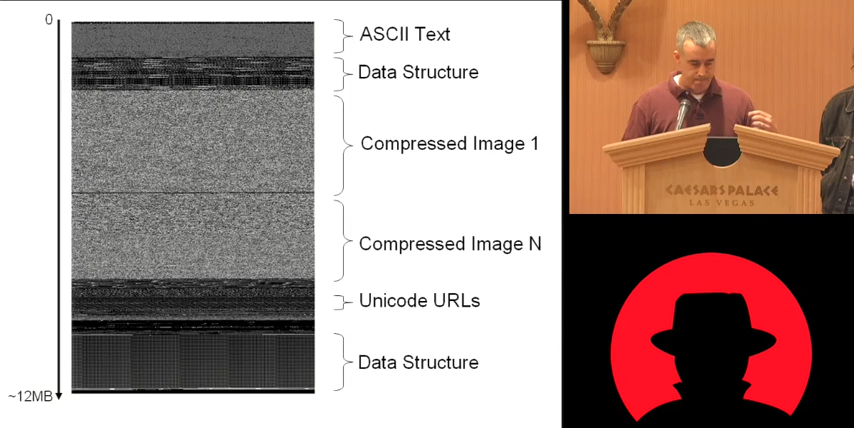 0
ASCII Text
Data Structure
Compressed Image 1
Compressed Image N
Unicode URLs
Data Structure
~12MB
CAESARS PALACE
LAS VEGAS